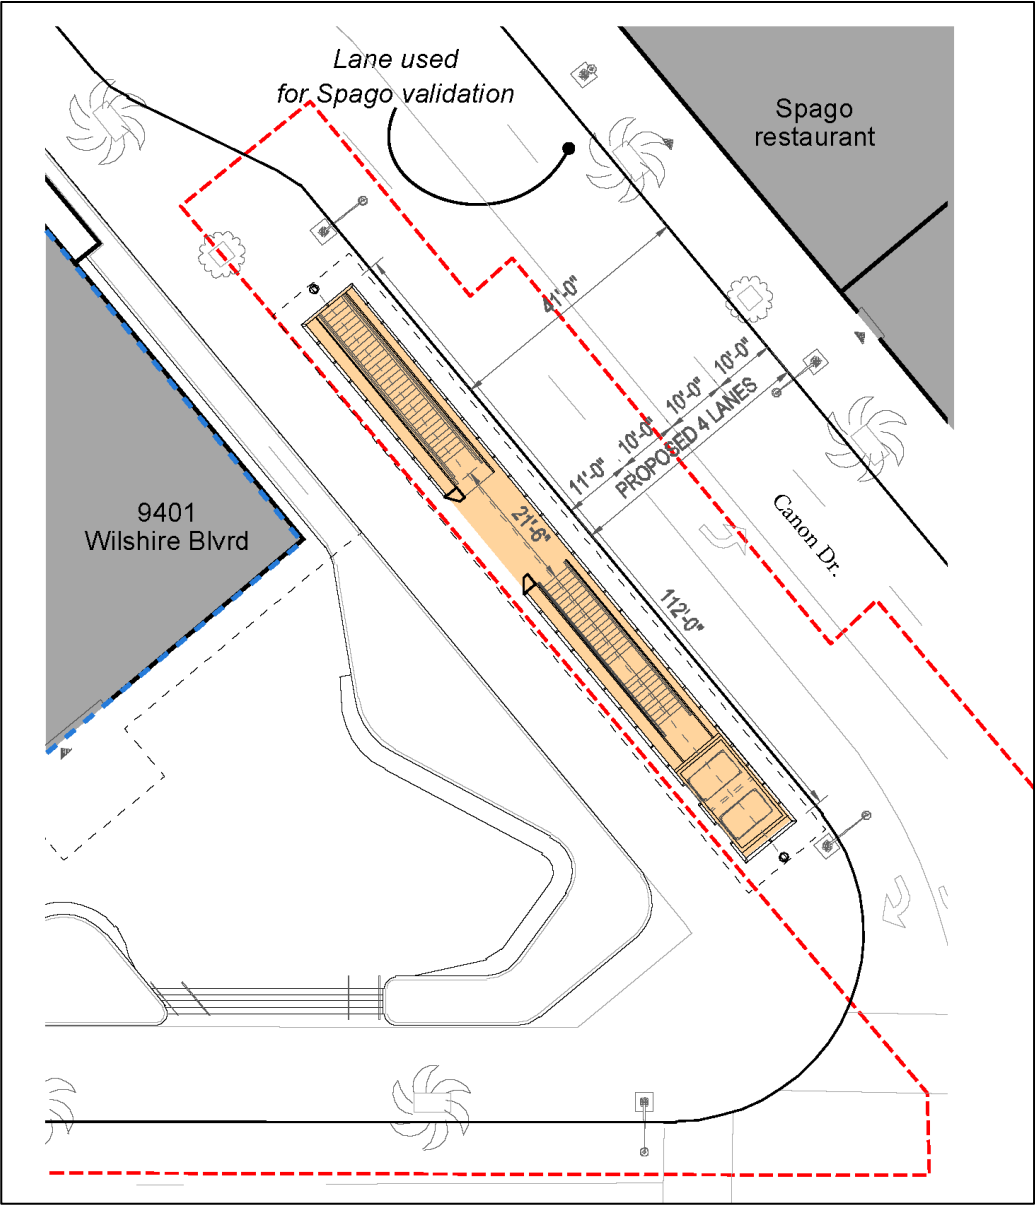 Lane used
for Spago validation
Spago
restaurant
41'-0"
10'-0"
10'-0"
10'-0"
11'-0"
PROPOSED 4 LANES
9401
Wilshire Blvrd
21'-6"
Canon Dr.
112'-0"